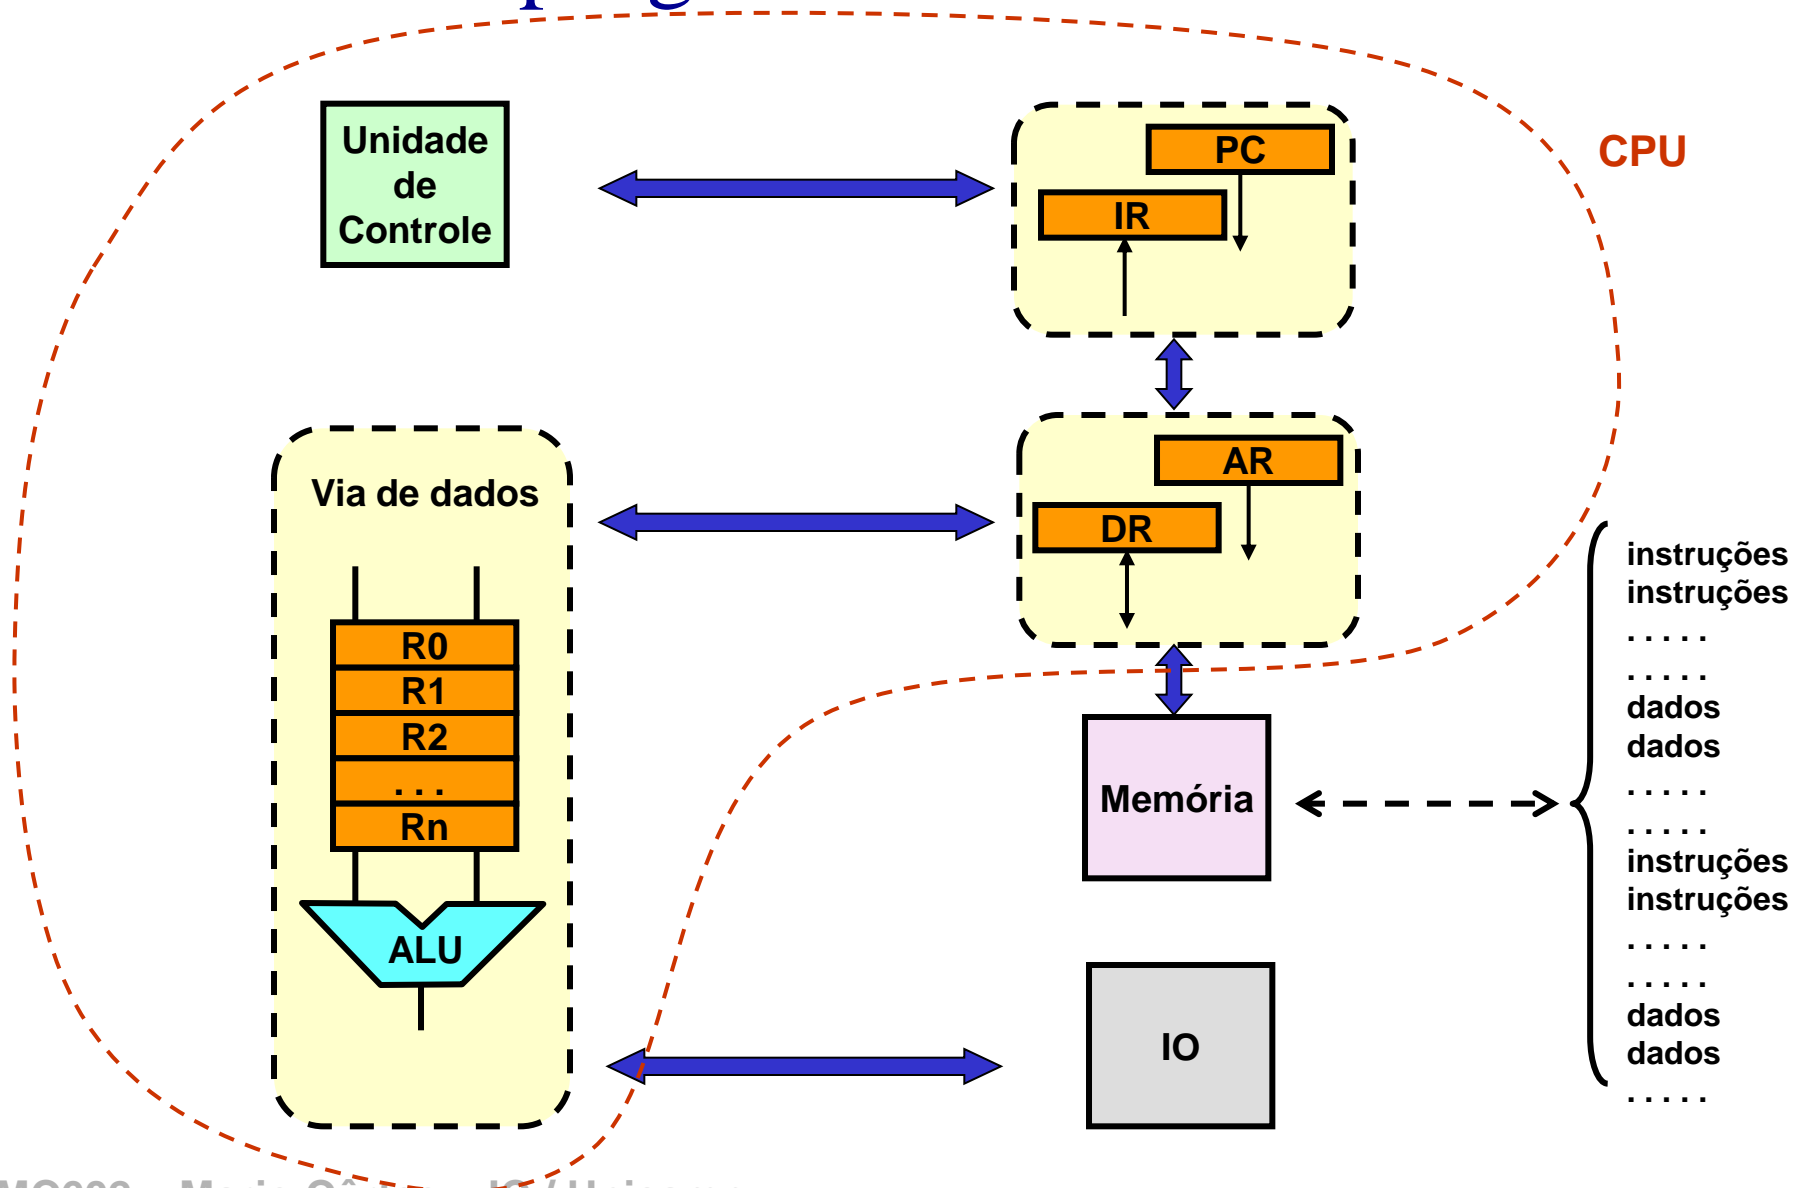 Unidade
de
Controle
PC
IR
CPU
AR
DR
Via de dados
R0
R1
R2
. . .
Rn
ALU
Memória
IO
instruções
instruções
. . . . .
. . . . .
dados
dados
. . . . .
. . . . .
instruções
instruções
. . . . .
. . . . .
dados
dados
. . . . .